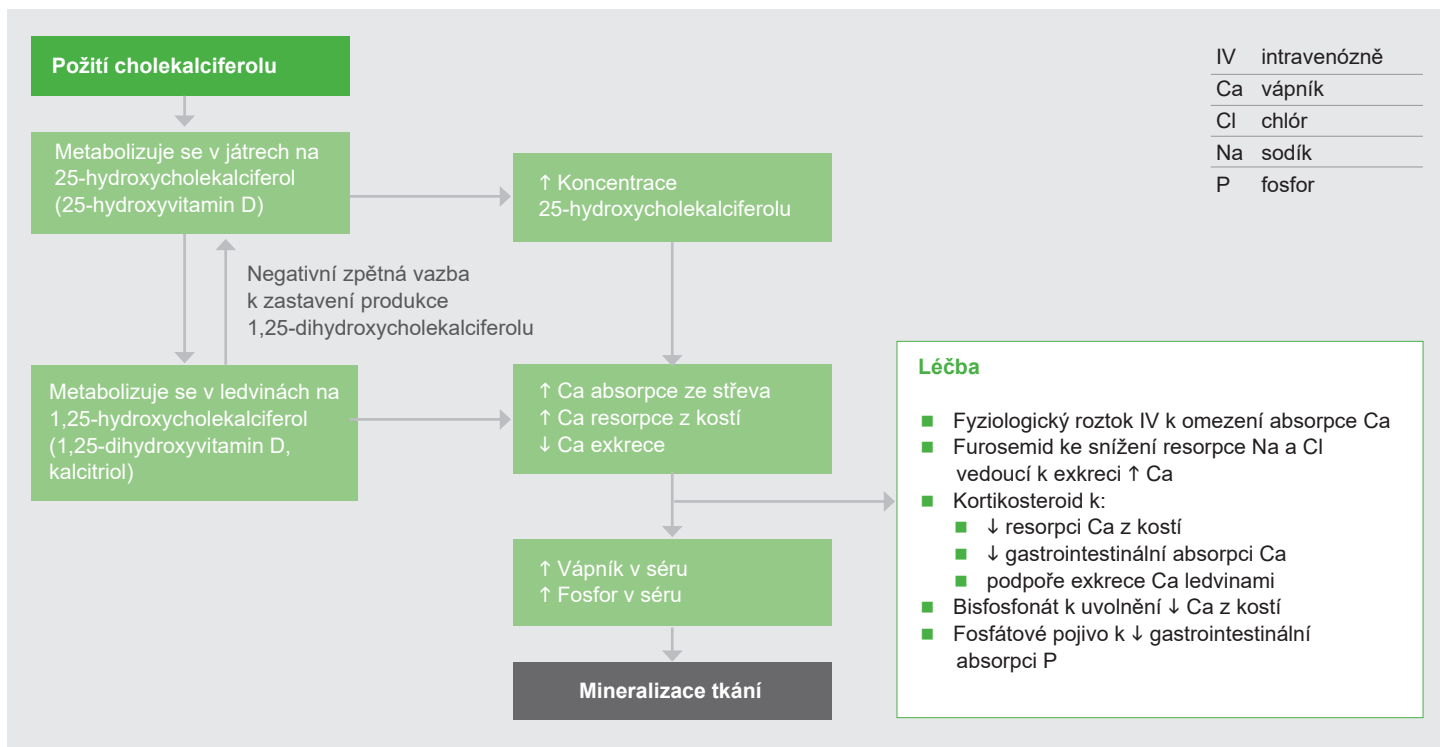 Požití cholekalciferolu
Metabolizuje se v játrech na
25-hydroxycholekalciferol
(25-hydroxyvitamin D)
↑ Koncentrace
25-hydroxycholekalciferolu
Negativní zpětná vazba
k zastavení produkce
1,25-dihydroxycholekalciferolu
Metabolizuje se v ledvinách na
1,25-hydroxycholekalciferol
(1,25-dihydroxyvitamin D,
kalcitriol)
↑ Ca absorpce ze střeva
↑ Ca resorpce z kostí
↓ Ca exkrece
↑ Vápník v séru
↑ Fosfor v séru
Mineralizace tkání
IV intravenózně
Ca vápník
Cl chlór
Na sodík
P fosfor
Léčba
■ Fyziologický roztok IV k omezení absorpce Ca
■ Furosemid ke snížení resorpce Na a Cl
vedoucí k exkreci ↑ Ca
■ Kortikosteroid k:
■ ↓ resorpci Ca z kostí
■ ↓ gastrointestinální absorpci Ca
■ podpoře exkrece Ca ledvinami
■ Bisfosfonát k uvolnění ↓ Ca z kostí
■ Fosfátové pojivo k ↓ gastrointestinální
absorpci P